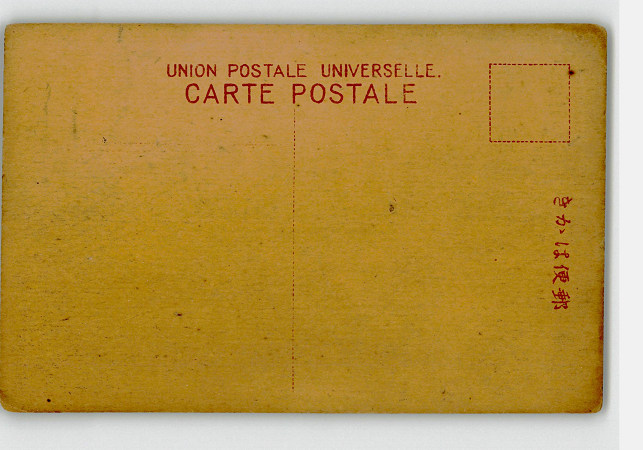 UNION POSTALE UNIVERSELLE.
CARTE POSTALE
郵便はかき